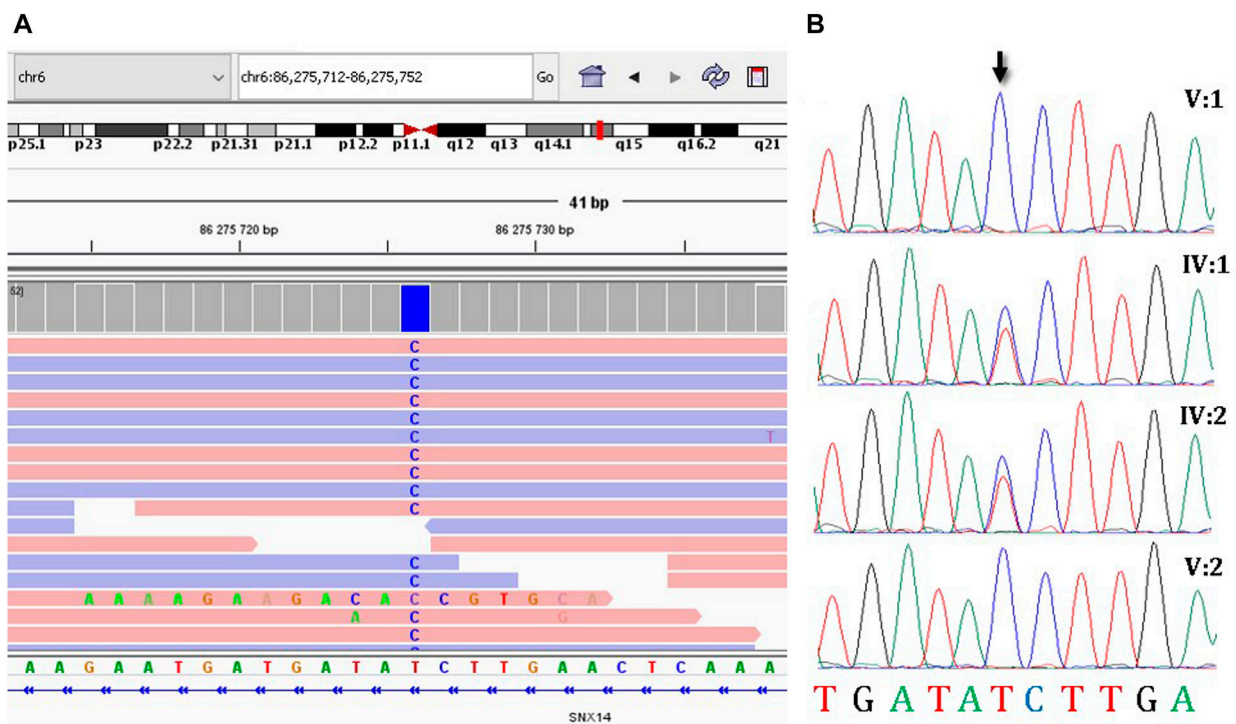 A
B
chr6
chr6:86,275,712-86,275,752
Go
p25.1 p23 p22.2 p21.31 p21.1 p12.2 p11.1 q12 q13 q14.1 q15 q16.2 q21
41 bp
86 275 720 bp 86 275 730 bp
S2]
C
C
C
C
C
C T
C
C
C
C
C
C
A A A A G A A G A C A C C G T G C A
A C G
C
C
A A G A A T G A T G A T A T C T T G A A C T C A A A
SNX14
V:1
IV:1
IV:2
V:2
T G A T A T C T T G A